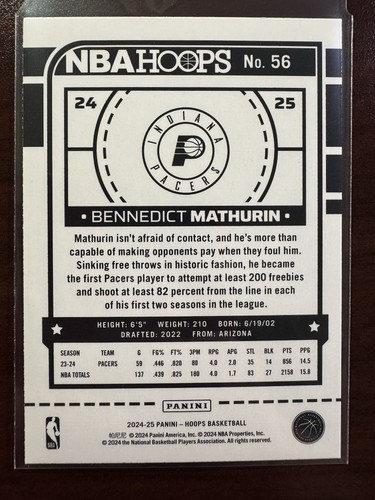 NBA HOOPS No. 56
24 25
INDIANA
PACERS
• BENNEDICT MATHURIN •
Mathurin isn't afraid of contact, and he's more than
capable of making opponents pay when they foul him.
Sinking free throws in historic fashion, he became
the first Pacers player to attempt at least 200 freebies
and shoot at least 82 percent from the line in each
of his first two seasons in the league.
HEIGHT: 6'5" WEIGHT: 210 BORN: 6/19/02
DRAFTED: 2022 FROM: ARIZONA
SEASON TEAM G FG% FT% 3PM RPG APG STL BLK PTS PPG
23-24 PACERS 59 .446 .820 80 4.0 2.0 35 14 856 14.5
NBA TOTALS 137 .439 .825 180 4.0 1.7 83 27 2158 15.8
PANINI
2024-25 PANINI – HOOPS BASKETBALL
帕尼尼 © 2024 Panini America, Inc. © 2024 NBA Properties, Inc.
© 2024 the National Basketball Players Association. All rights reserved.
NBA